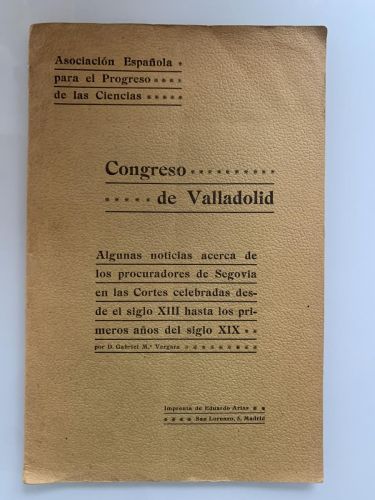 Asociación Española *
para el Progreso * * * *
de las Ciencias * * * * *
Congreso * * * * * * * * * *
* * * * * de Valladolid
Algunas noticias acerca de
los procuradores de Segovia
en las Cortes celebradas des-
de el siglo XIII hasta los pri-
meros años del siglo XIX * *
por D. Gabriel M.ª Vergara * * * * * * * * *
Imprenta de Eduardo Arias * *
* * * * San Lorenzo, 5, Madrid